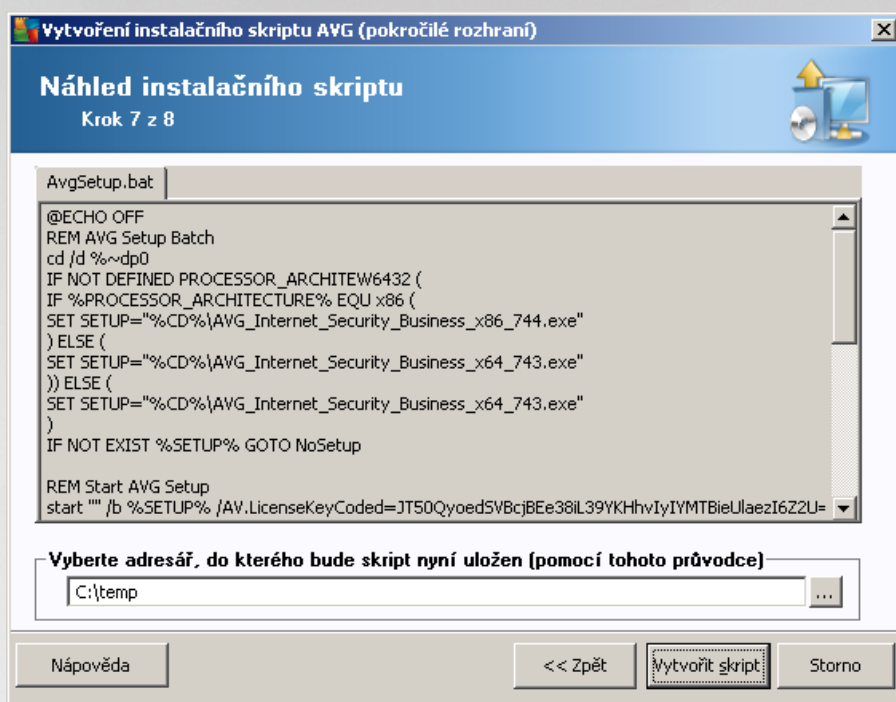 Vytvoření instalačního skriptu AVG (pokročilé rozhraní)
Náhled instalačního skriptu
Krok 7 z 8
AvgSetup.bat
@ECHO OFF
REM AVG Setup Batch
cd /d %~dp0
IF NOT DEFINED PROCESSOR_ARCHITEW6432 (
IF %PROCESSOR_ARCHITECTURE% EQU x86 (
SET SETUP="%CD%\AVG_Internet_Security_Business_x86_744.exe"
) ELSE (
SET SETUP="%CD%\AVG_Internet_Security_Business_x64_743.exe"
)) ELSE (
SET SETUP="%CD%\AVG_Internet_Security_Business_x64_743.exe"
)
IF NOT EXIST %SETUP% GOTO NoSetup
REM Start AVG Setup
start "" /b %SETUP% /AV.LicenseKeyCoded=JT50QyoedSVBcjBEe38iL39YKHhvIyIYMTBieUlaezI6Z2U=
Vyberte adresář, do kterého bude skript nyní uložen (pomocí tohoto průvodce)
C:\temp
...
Nápověda
<< Zpět
Vytvořit skript
Storno